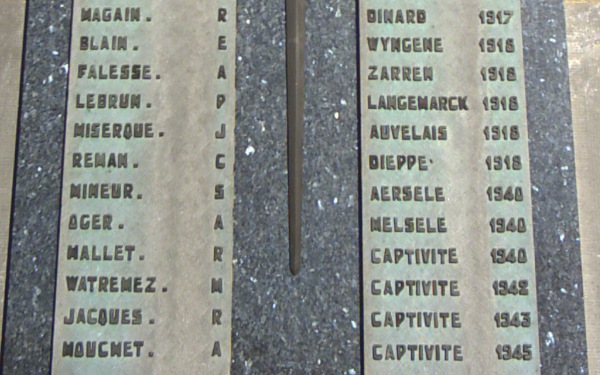 MAGAIN. R DINARD 1917
BLAIN. E WYNGENE 1918
FALESSE. A ZARREN 1918
LEBRUN. P LANGEMARCK 1918
MISERQUE. J AUVELAIS 1918
REMAN. C DIEPPE 1918
MINEUR. S AERSELE 1940
OGER. A MELSELE 1940
MALLET. R CAPTIVITE 1940
WATREMEZ. M CAPTIVITE 1942
JACQUES. R CAPTIVITE 1943
MOUCHET. A CAPTIVITE 1945